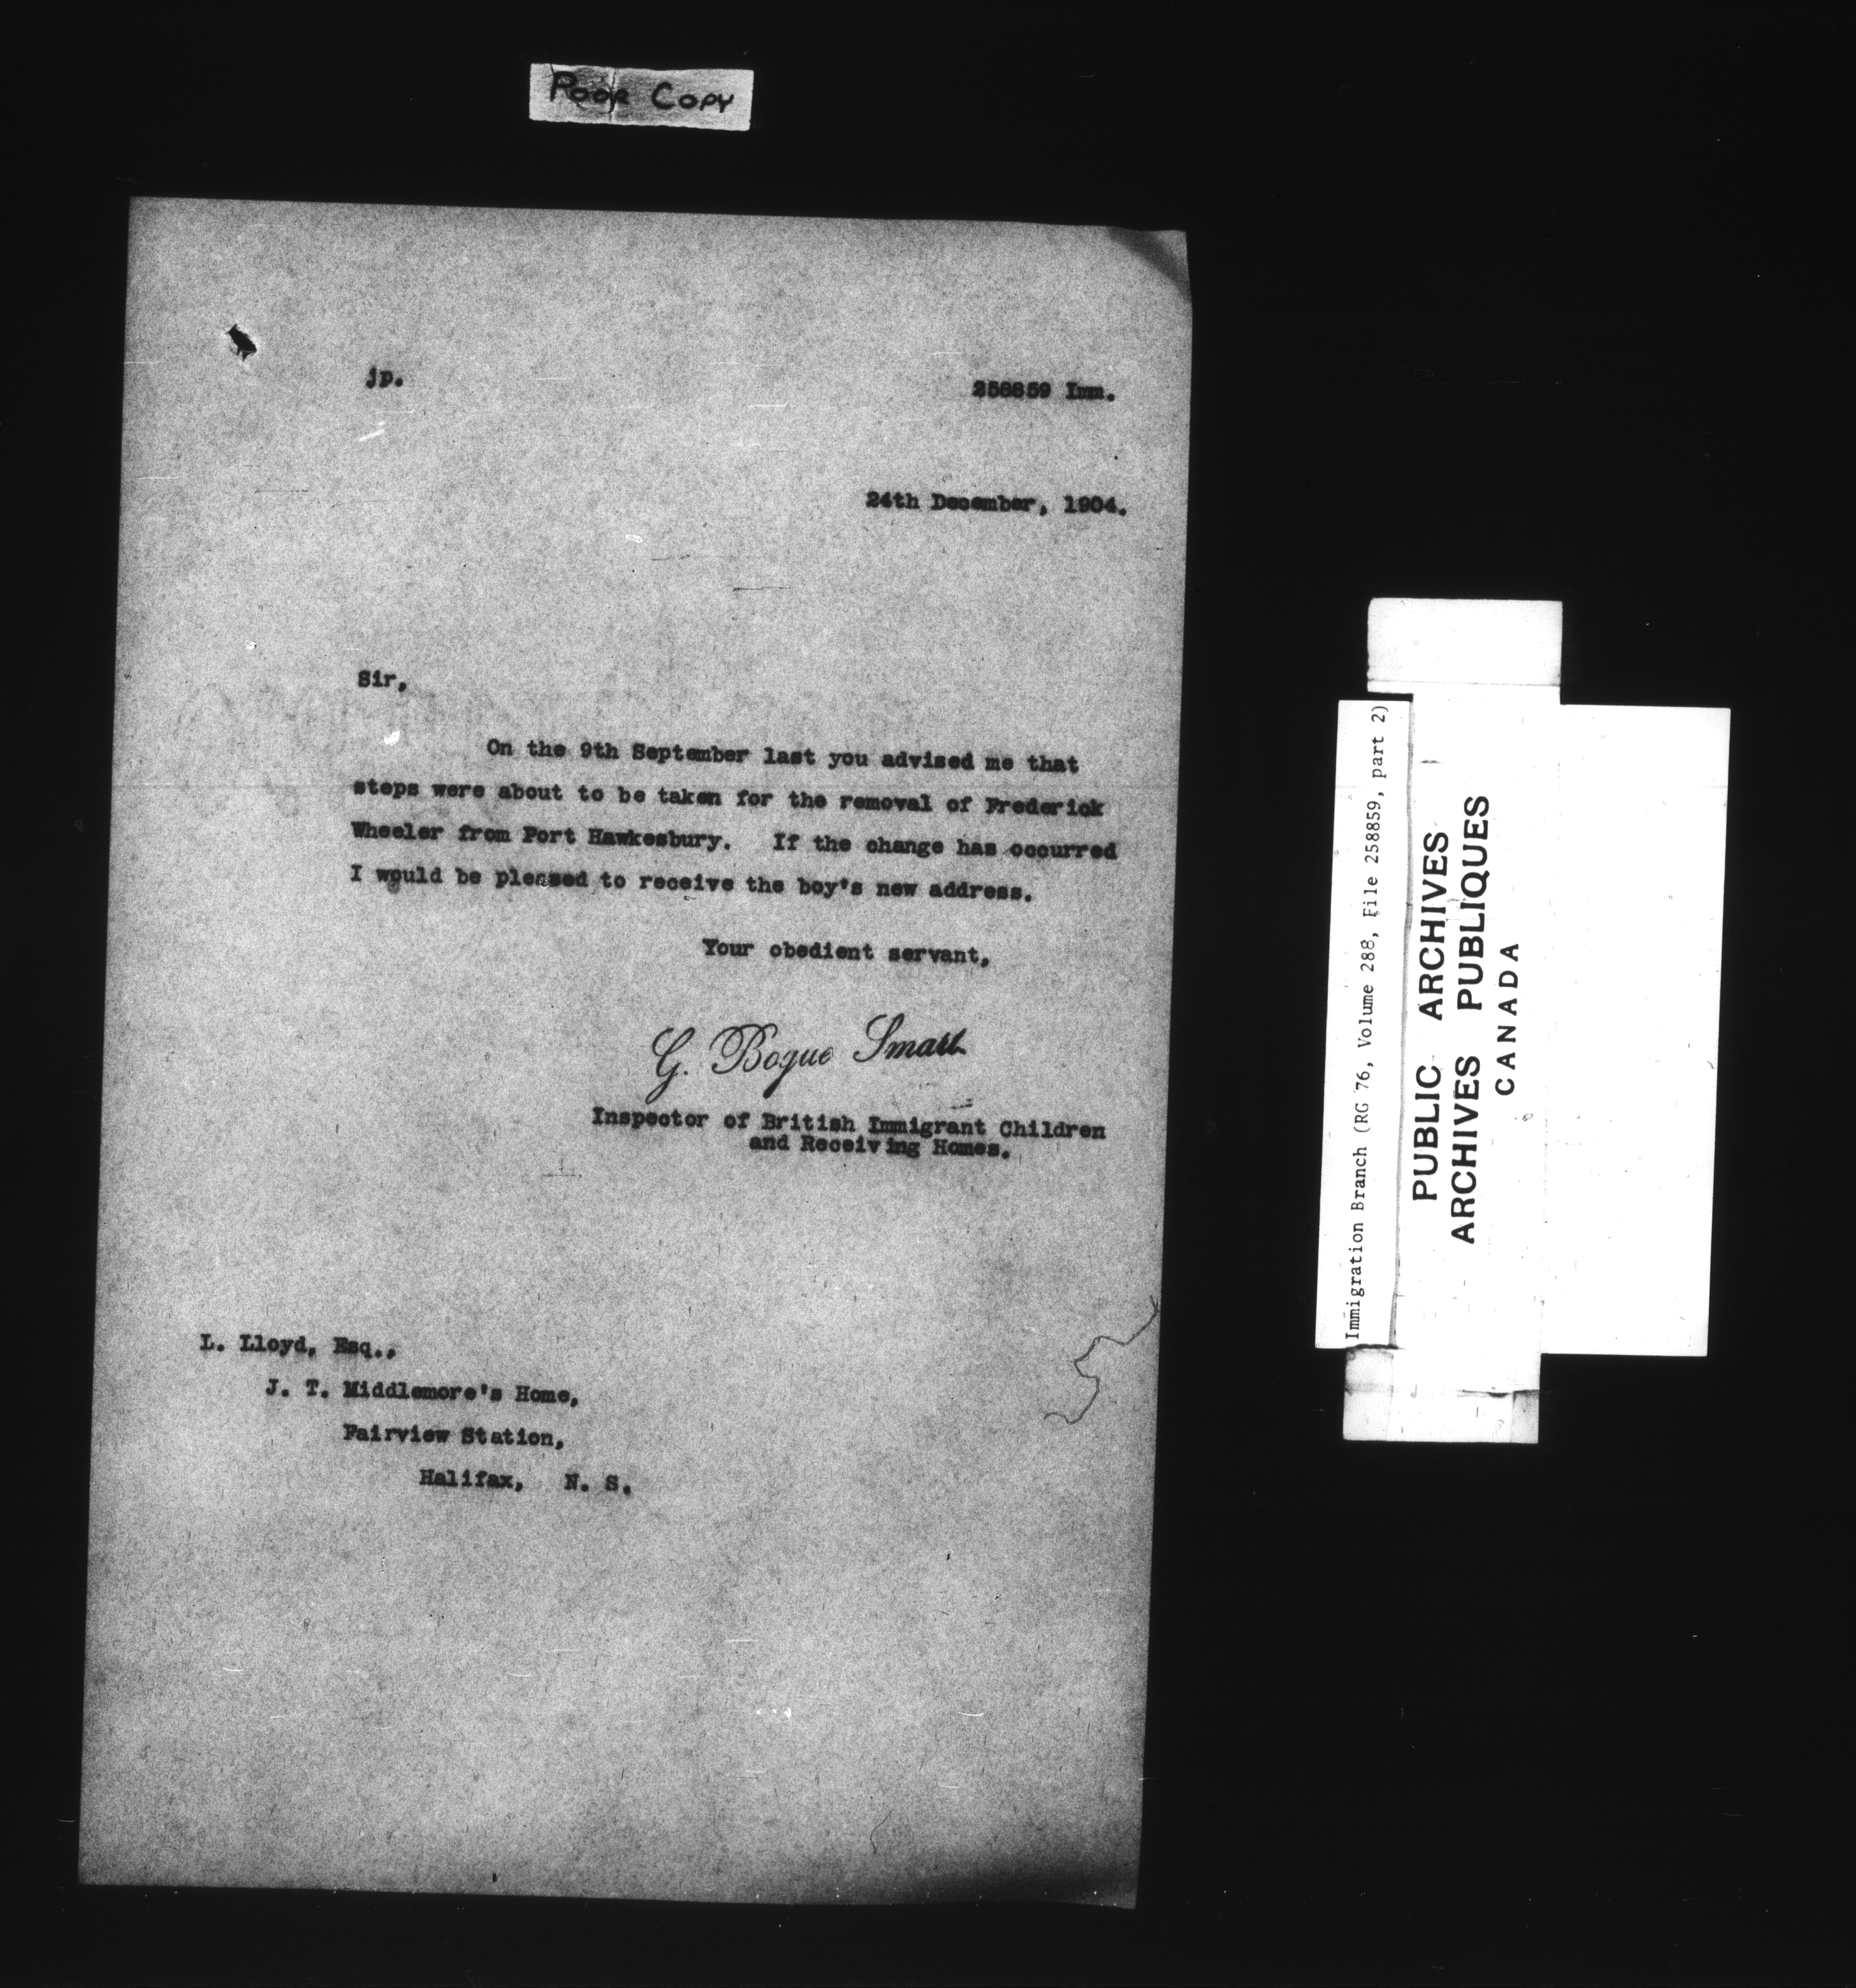 Poor Copy
jp.
258859 Imm.
24th December, 1904.
Sir,
On the 9th September last you advised me that
steps were about to be taken for the removal of Frederick
Wheeler from Port Hawkesbury. If the change has occurred
I would be pleased to receive the boy's new address.
Your obedient servant,
G. Bogue Smart
Inspector of British Immigrant Children
and Receiving Homes.
L. Lloyd, Esq.,
J. T. Middlemore's Home,
Fairview Station,
Halifax, N. S.
Immigration Branch (RG 76, Volume 288, File 258859, part 2)
PUBLIC ARCHIVES
ARCHIVES PUBLIQUES
CANADA